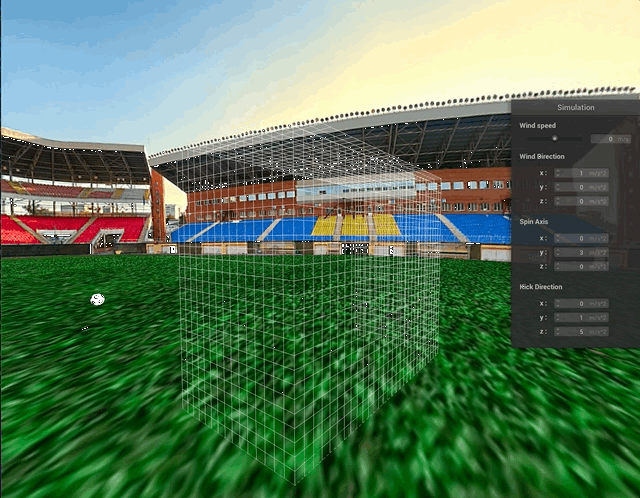 Simulation
Wind speed
0 m/s
Wind Direction
x: 1 m/s^2
y: 0 m/s^2
z: 0 m/s^2
Spin Axis
x: 0 m/s^2
y: 3 m/s^2
z: 0 m/s^2
Kick Direction
x: 0 m/s^2
y: 1 m/s^2
z: 5 m/s^2